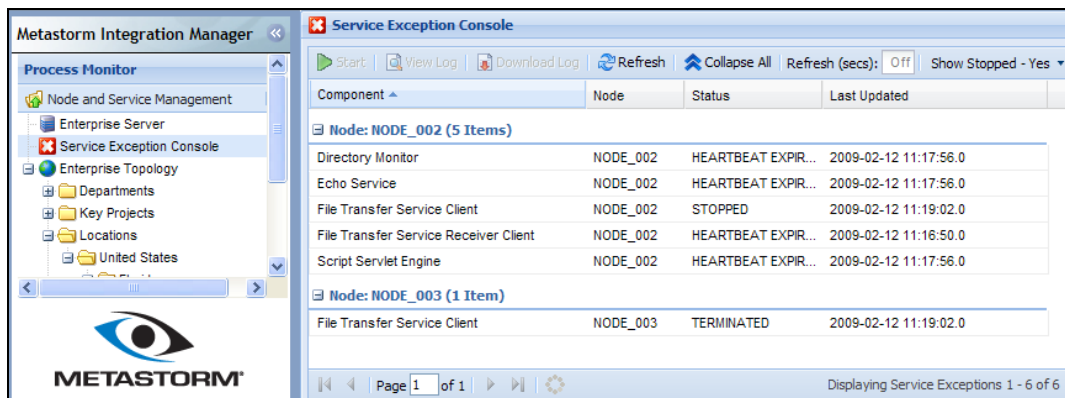 Metastorm Integration Manager
Process Monitor
Node and Service Management
Enterprise Server
Service Exception Console
Enterprise Topology
Departments
Key Projects
Locations
United States
METASTORM
Service Exception Console
Start View Log Download Log Refresh Collapse All Refresh (secs): Off Show Stopped - Yes
Component Node Status Last Updated
Node: NODE_002 (5 Items)
Directory Monitor NODE_002 HEARTBEAT EXPIR... 2009-02-12 11:17:56.0
Echo Service NODE_002 HEARTBEAT EXPIR... 2009-02-12 11:17:56.0
File Transfer Service Client NODE_002 STOPPED 2009-02-12 11:19:02.0
File Transfer Service Receiver Client NODE_002 HEARTBEAT EXPIR... 2009-02-12 11:16:50.0
Script Servlet Engine NODE_002 HEARTBEAT EXPIR... 2009-02-12 11:17:56.0
Node: NODE_003 (1 Item)
File Transfer Service Client NODE_003 TERMINATED 2009-02-12 11:19:02.0
Page 1 of 1 Displaying Service Exceptions 1 - 6 of 6